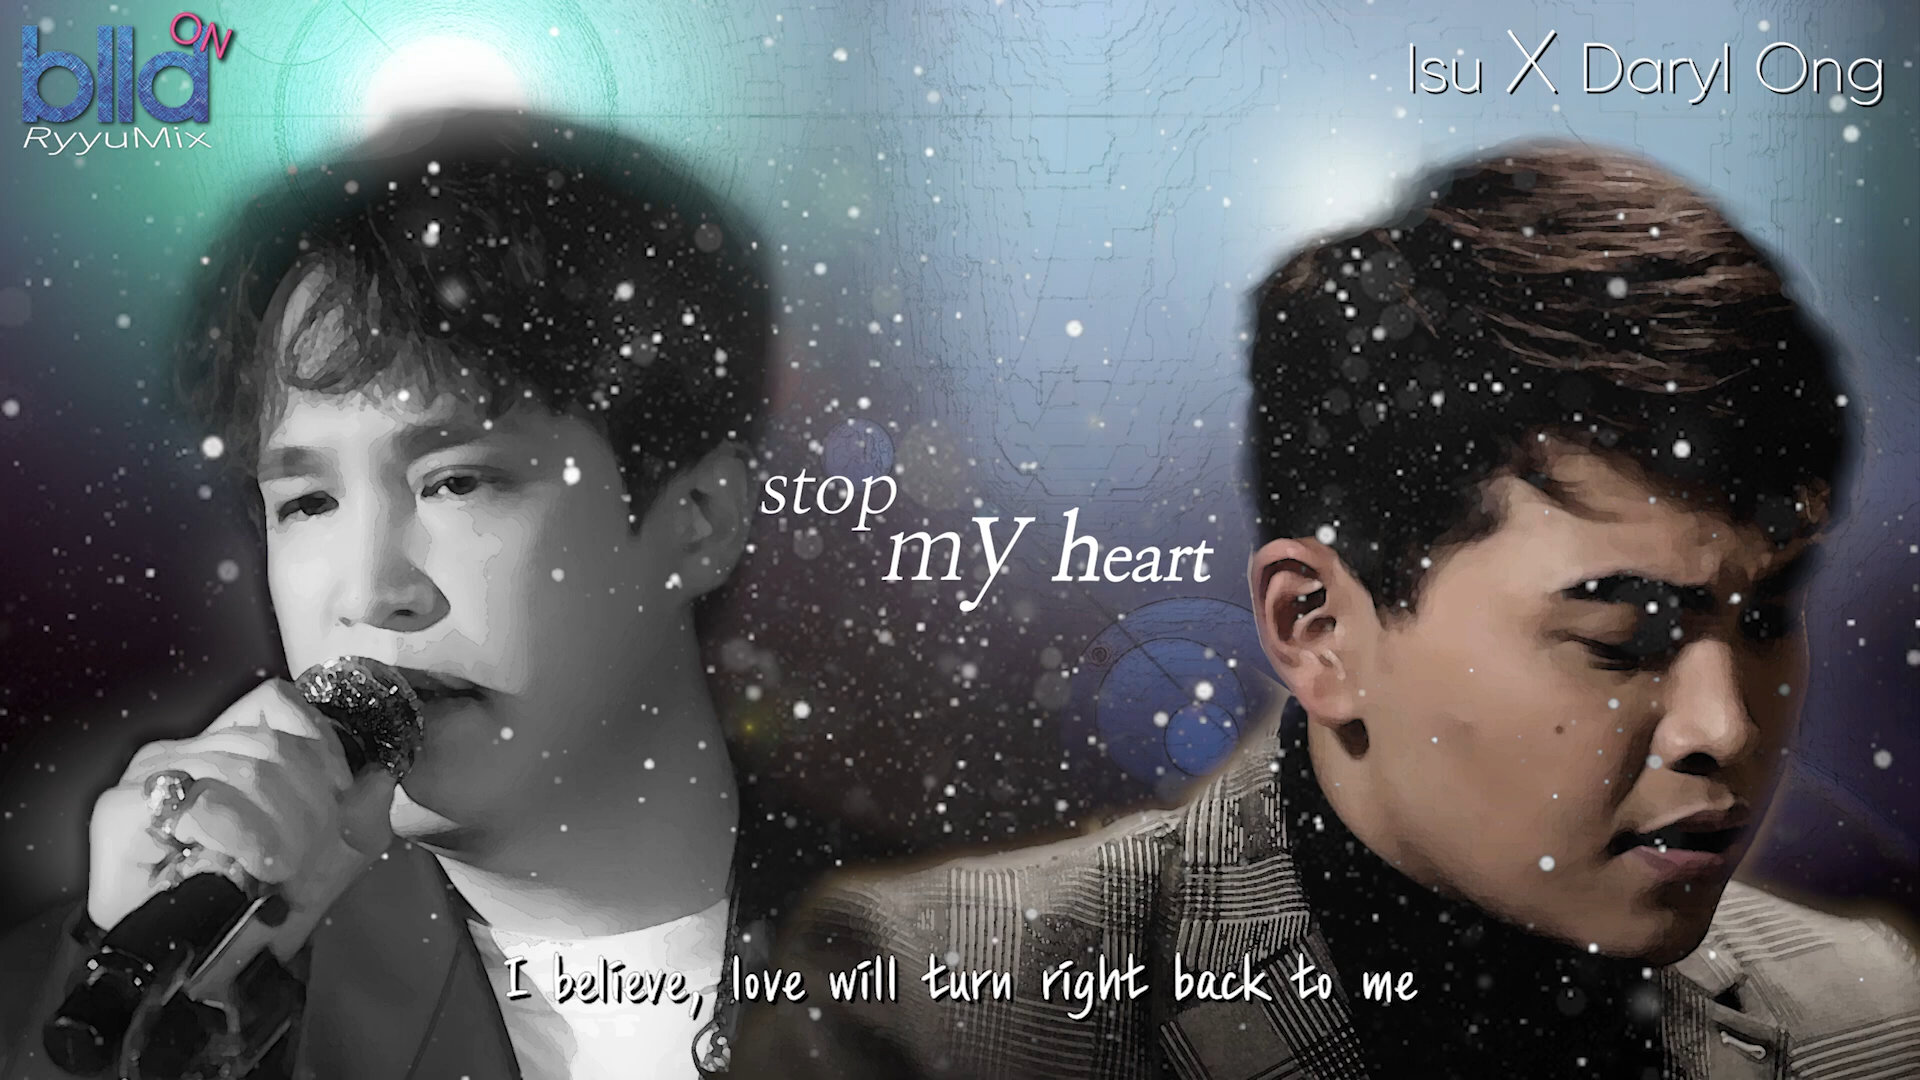 blla ON
RyyuMix
Isu X Daryl Ong
stop
my heart
I believe, love will turn right back to me